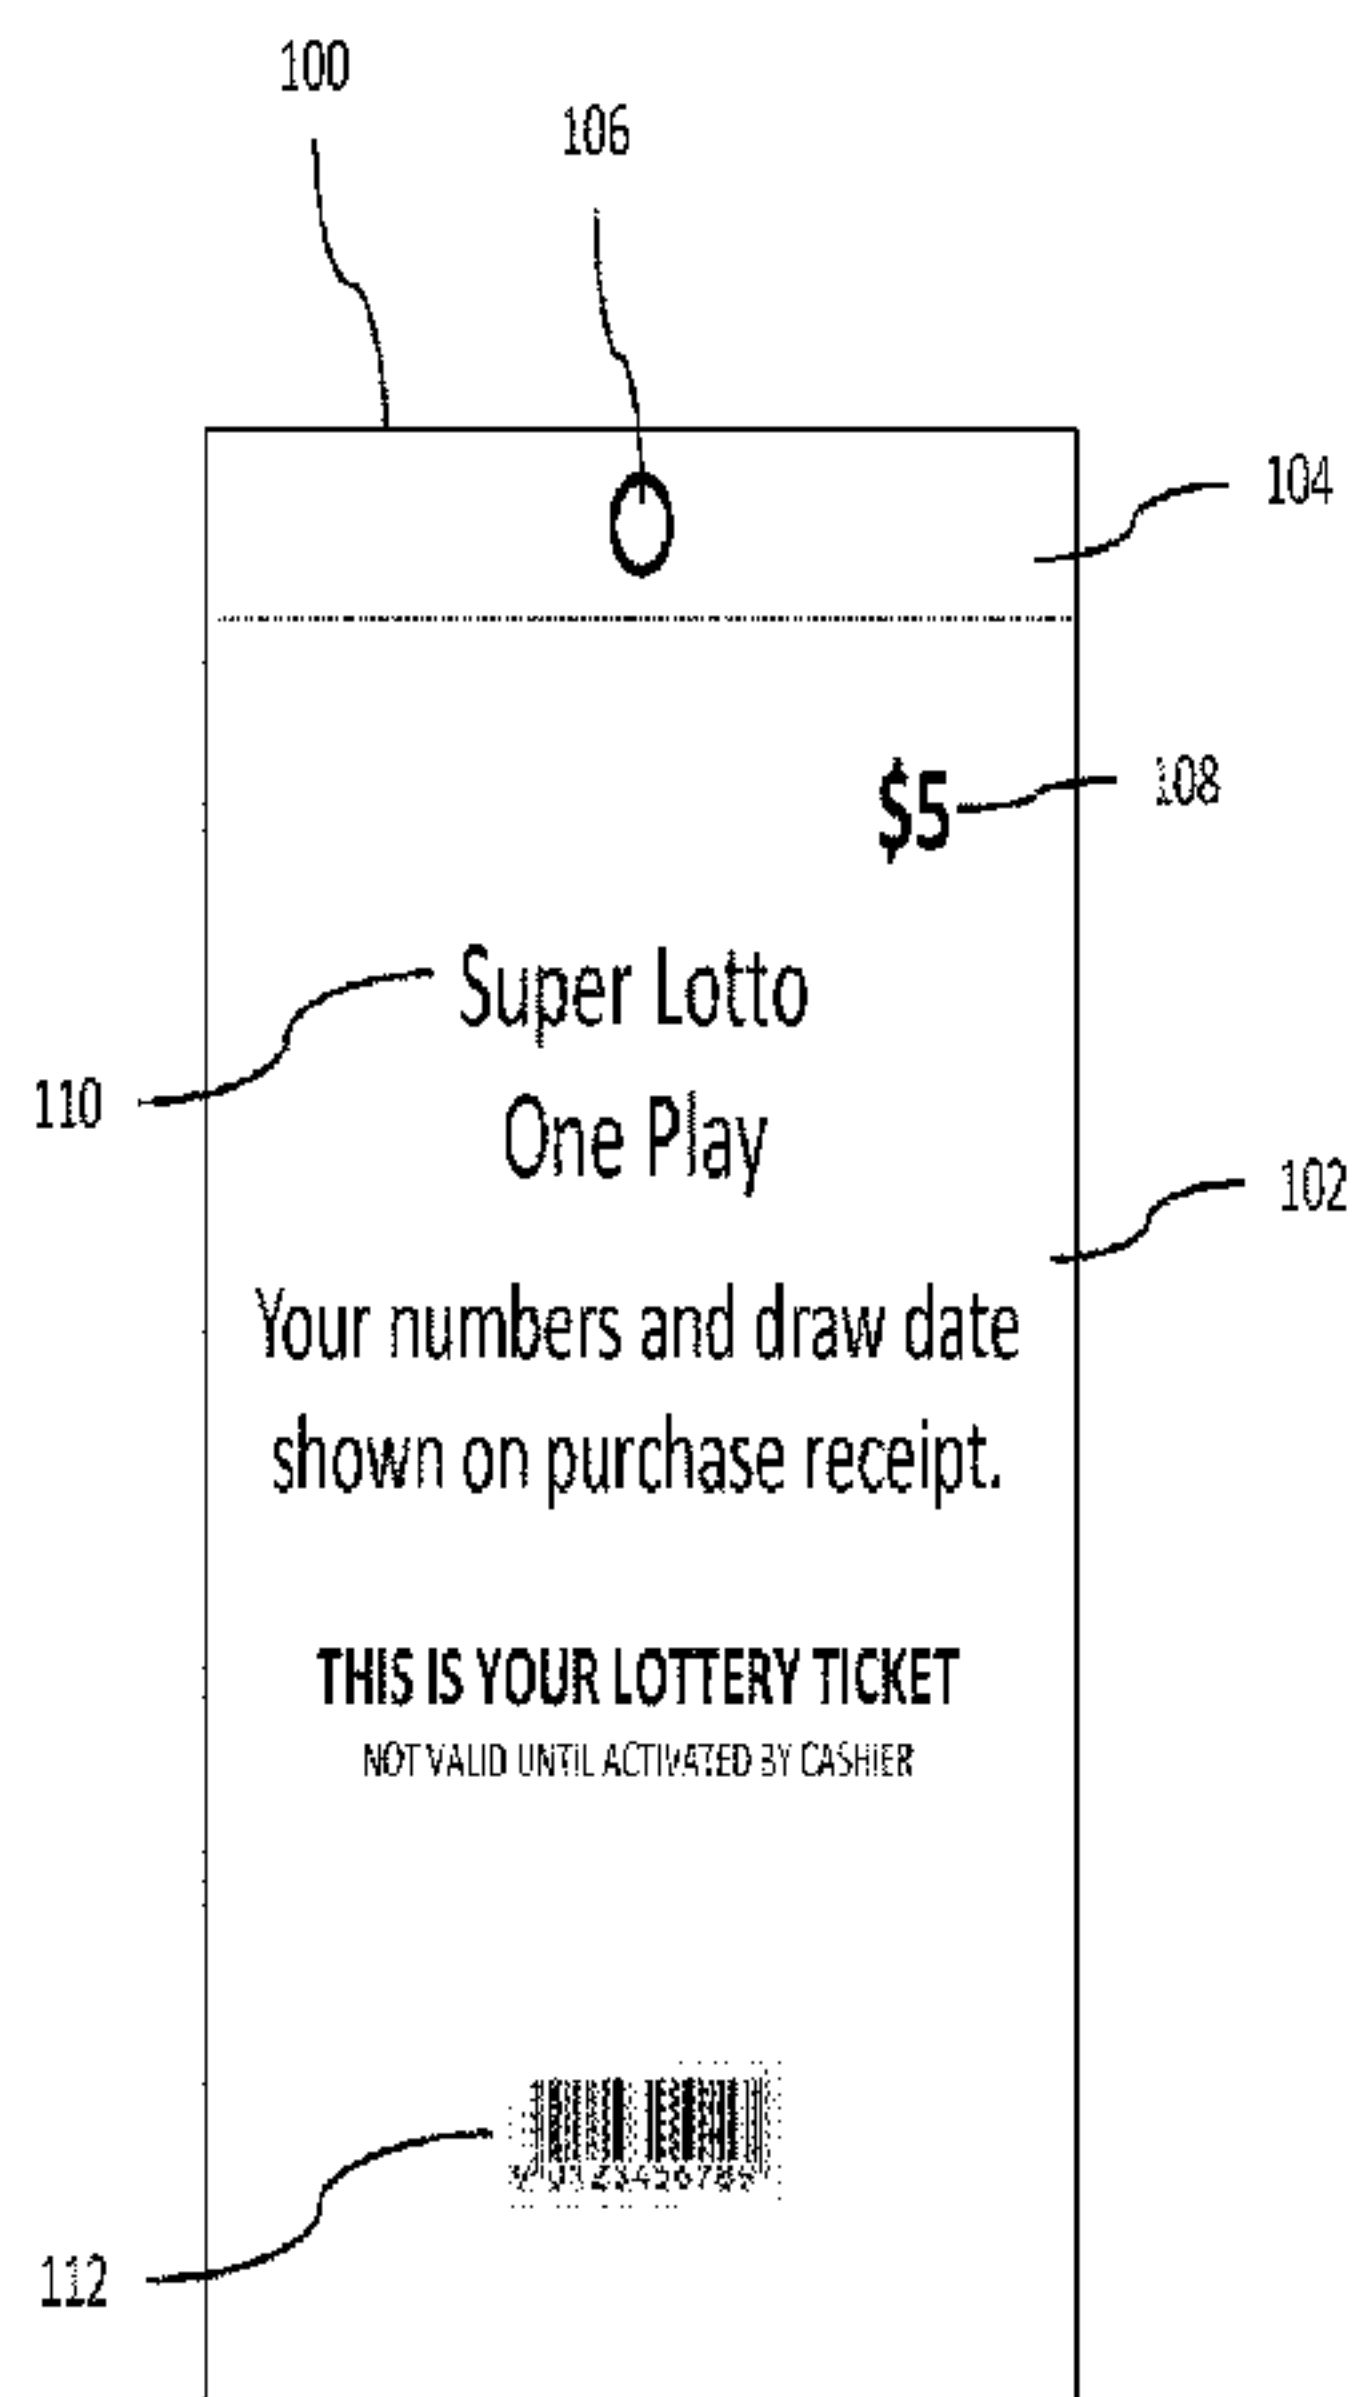 100
106
104
$5
108
Super Lotto
110
One Play
102
Your numbers and draw date
shown on purchase receipt.
THIS IS YOUR LOTTERY TICKET
NOT VALID UNTIL ACTIVATED BY CASHIER
112